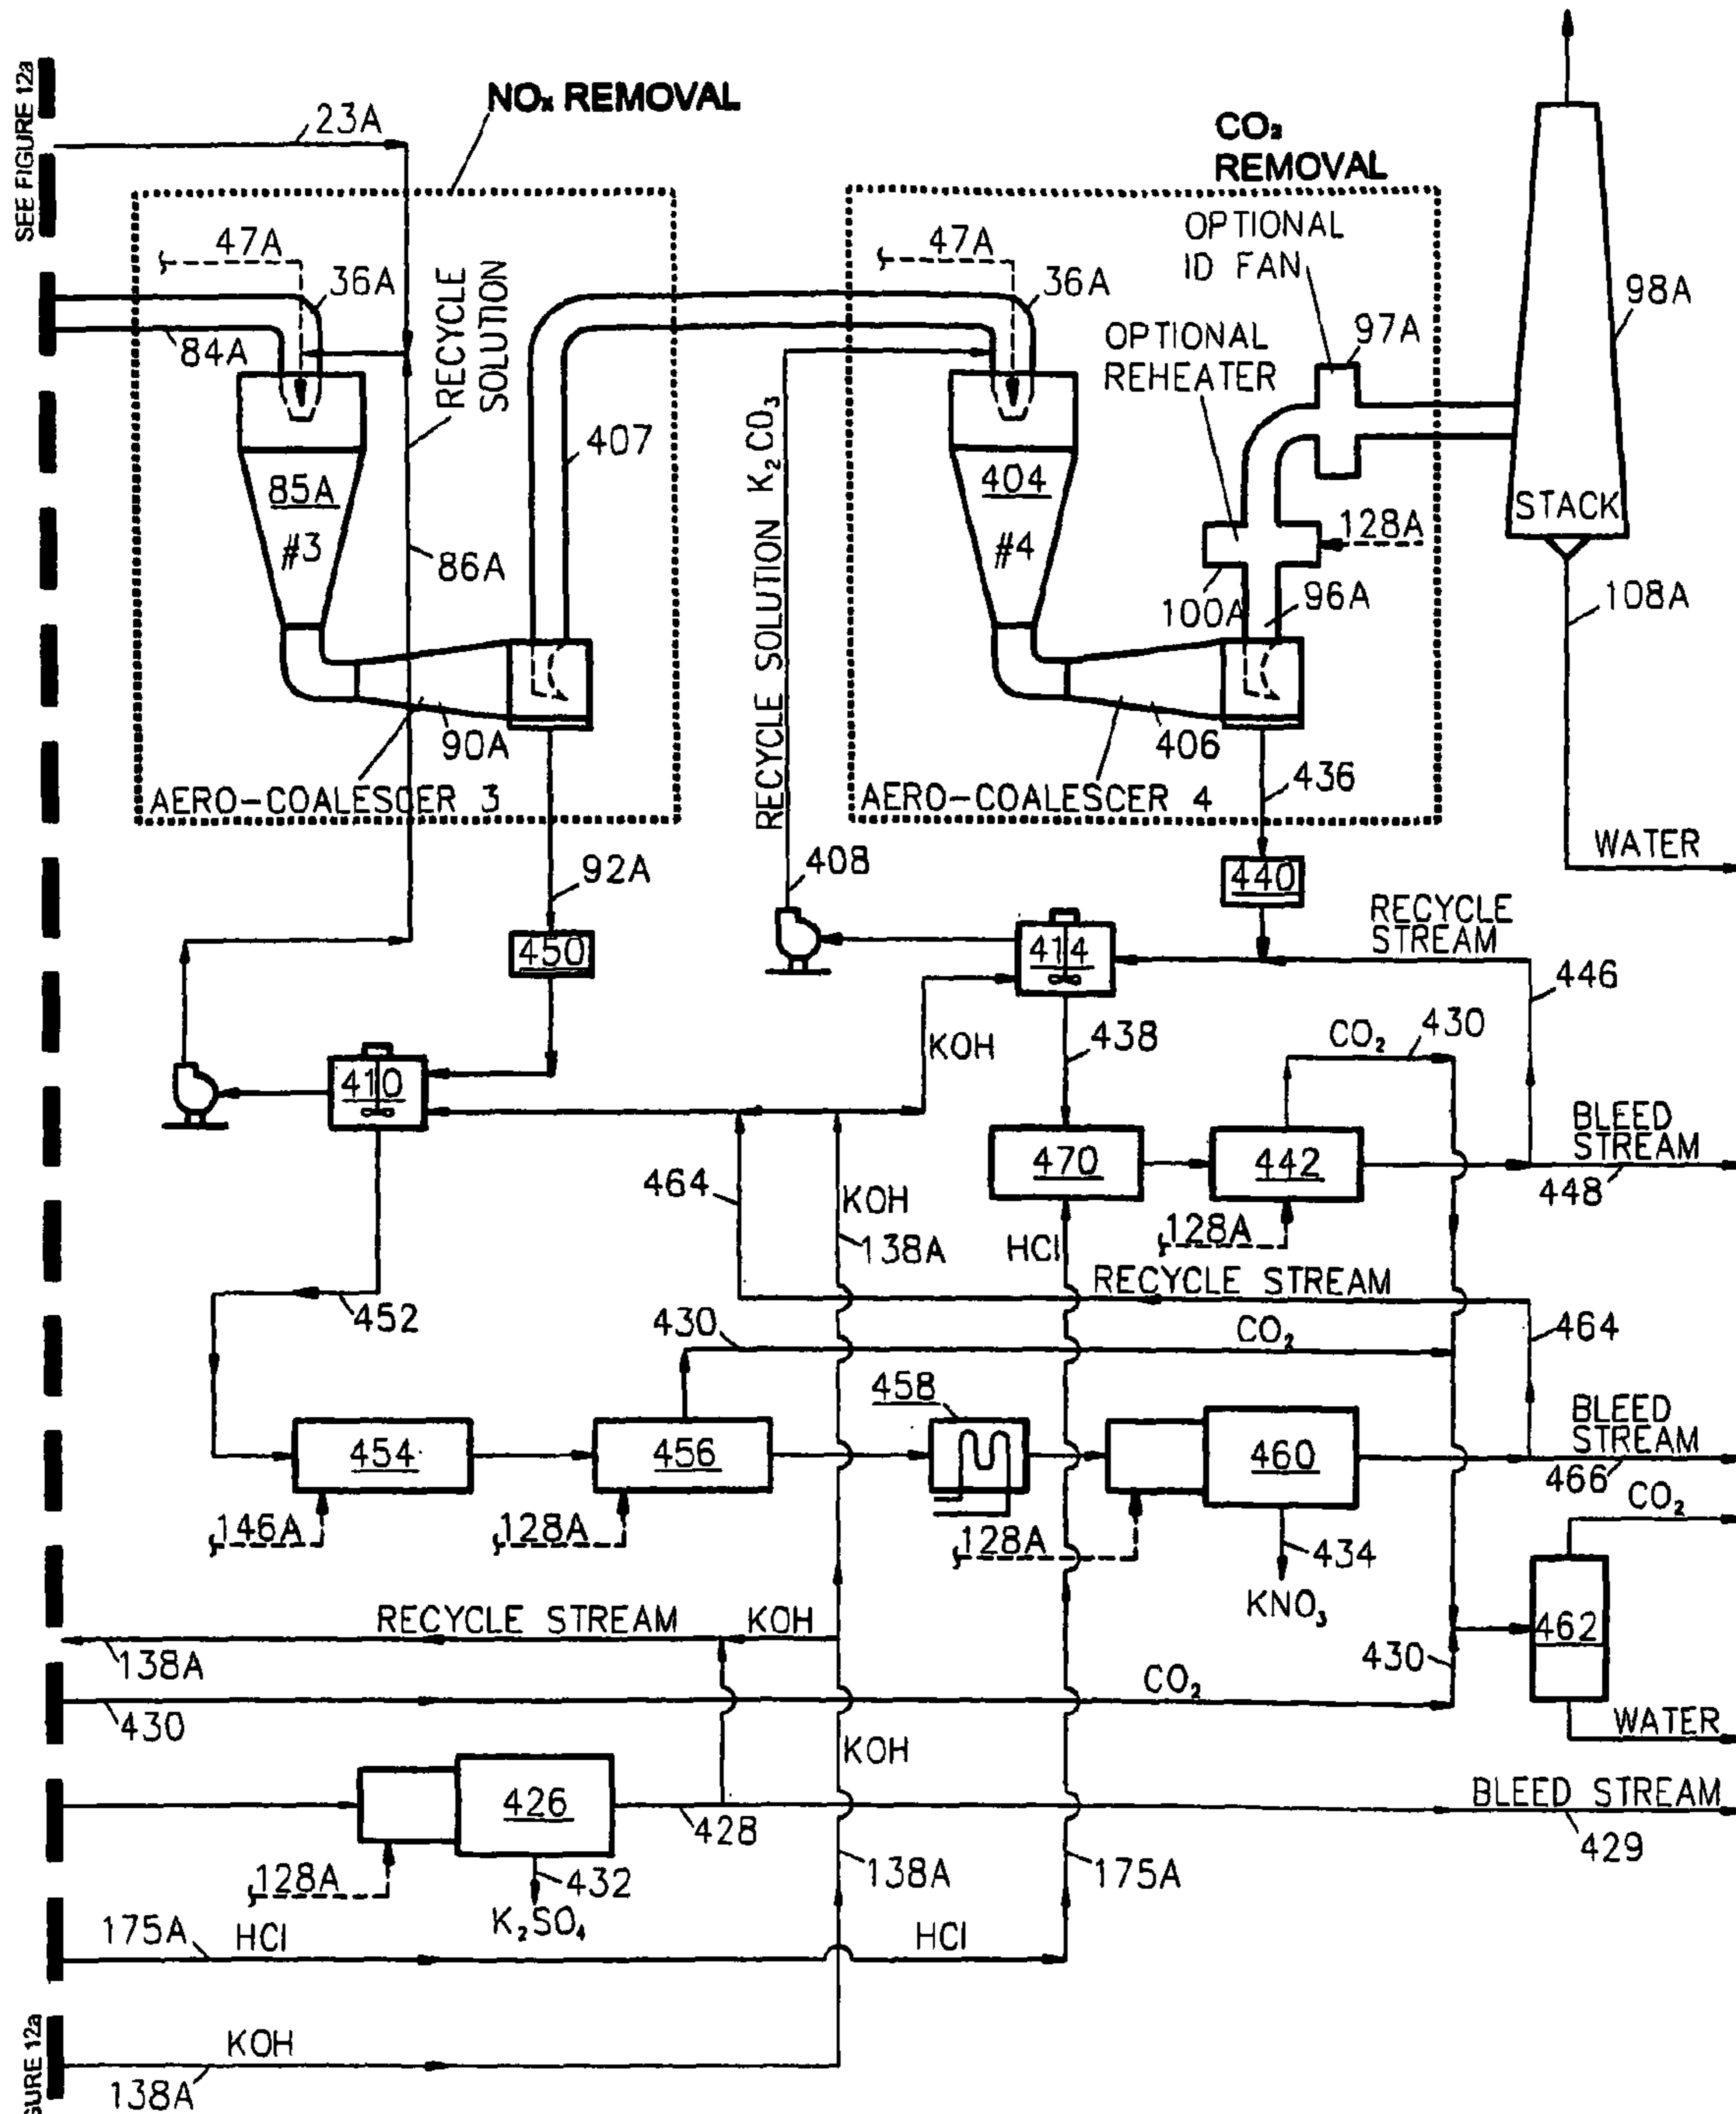 SEE FIGURE 12a
NOx REMOVAL
23A
CO₂
REMOVAL
47A
36A
84A
RECYCLE
SOLUTION
85A
#3
86A
407
90A
AERO-COALESCER 3
92A
450
47A
36A
OPTIONAL
ID FAN
OPTIONAL
REHEATER
97A
98A
STACK
404
#4
128A
100A
96A
108A
406
AERO-COALESCER 4
436
WATER
RECYCLE SOLUTION K₂CO₃
408
440
RECYCLE
STREAM
414
446
410
KOH
438
CO₂
430
BLEED
STREAM
470
442
448
464
KOH
138A
HCl
128A
RECYCLE STREAM
452
430
CO₂
464
458
BLEED
STREAM
454
456
460
466
CO₂
146A
128A
128A
434
KNO₃
RECYCLE STREAM
KOH
138A
462
430
CO₂
430
WATER
KOH
426
428
BLEED STREAM
429
128A
432
K₂SO₄
138A
175A
175A
HCl
HCl
KOH
138A
GURE 12a